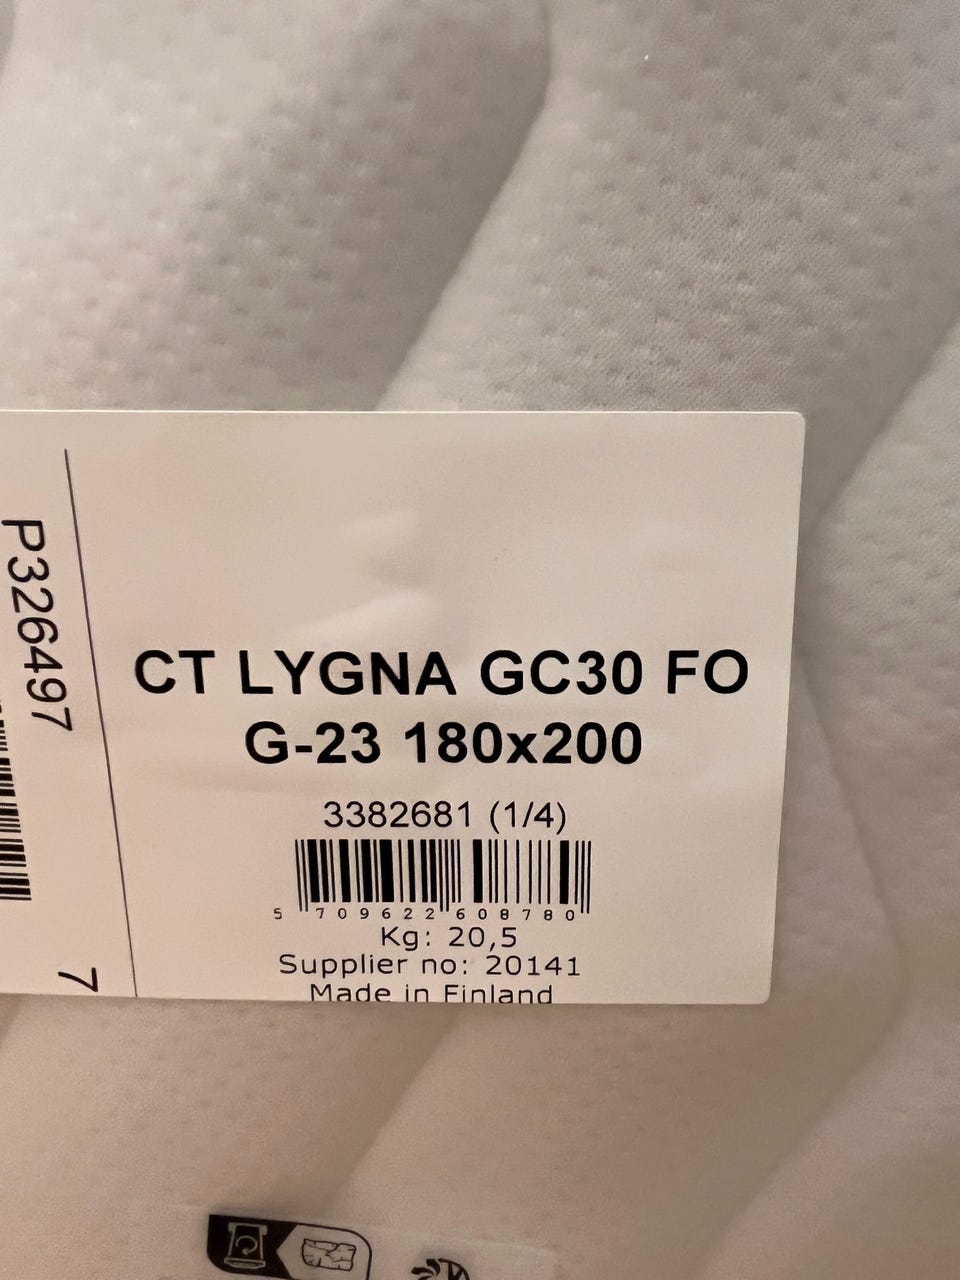 P326497
7
CT LYGNA GC30 FO
G-23 180x200
3382681 (1/4)
5 709622 608780
Kg: 20,5
Supplier no: 20141
Made in Finland